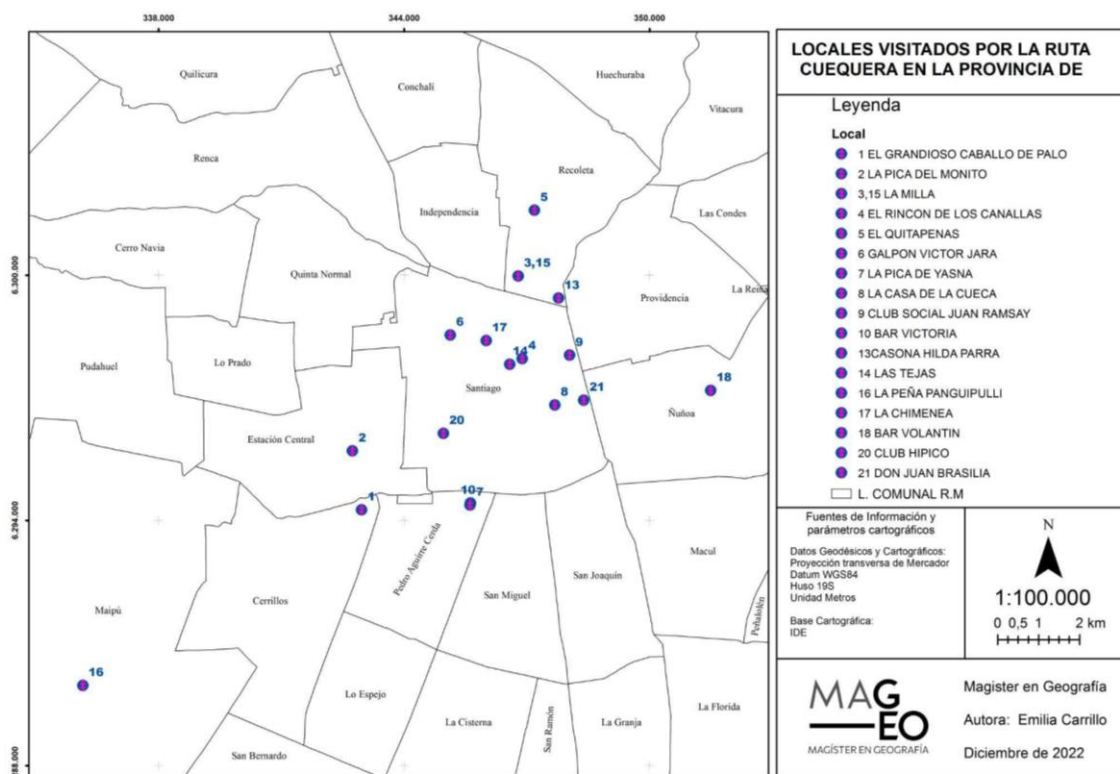 338.000
344.000
350.000
6.300.000
6.294.000
288.000
Quilicura
Conchalí
Huechuraba
Vitacura
Renca
Recoleta
5
Independencia
Las Condes
Cerro Navia
Quinta Normal
3,15
13
Providencia
La Reina
6
17
Pudahuel
Lo Prado
14
4
9
Santiago
18
8
21
Ñuñoa
Estación Central
20
2
10
7
1
Pedro Aguirre Cerda
Macul
San Joaquín
San Miguel
Cerrillos
Maipú
Peñalolén
16
Lo Espejo
La Cisterna
San Ramón
La Granja
La Florida
San Bernardo
LOCALES VISITADOS POR LA RUTA
CUEQUERA EN LA PROVINCIA DE
Leyenda
Local
1 EL GRANDIOSO CABALLO DE PALO
2 LA PICA DEL MONITO
3,15 LA MILLA
4 EL RINCON DE LOS CANALLAS
5 EL QUITAPENAS
6 GALPON VICTOR JARA
7 LA PICA DE YASNA
8 LA CASA DE LA CUECA
9 CLUB SOCIAL JUAN RAMSAY
10 BAR VICTORIA
13CASONA HILDA PARRA
14 LAS TEJAS
16 LA PEÑA PANGUIPULLI
17 LA CHIMENEA
18 BAR VOLANTIN
20 CLUB HIPICO
21 DON JUAN BRASILIA
L. COMUNAL R.M
Fuentes de Información y
parámetros cartográficos
Datos Geodésicos y Cartográficos:
Proyección transversa de Mercador
Datum WGS84
Huso 19S
Unidad Metros
Base Cartográfica:
IDE
N
1:100.000
0 0,5 1 2 km
MAG
EO
MAGÍSTER EN GEOGRAFÍA
Magister en Geografía
Autora: Emilia Carrillo
Diciembre de 2022